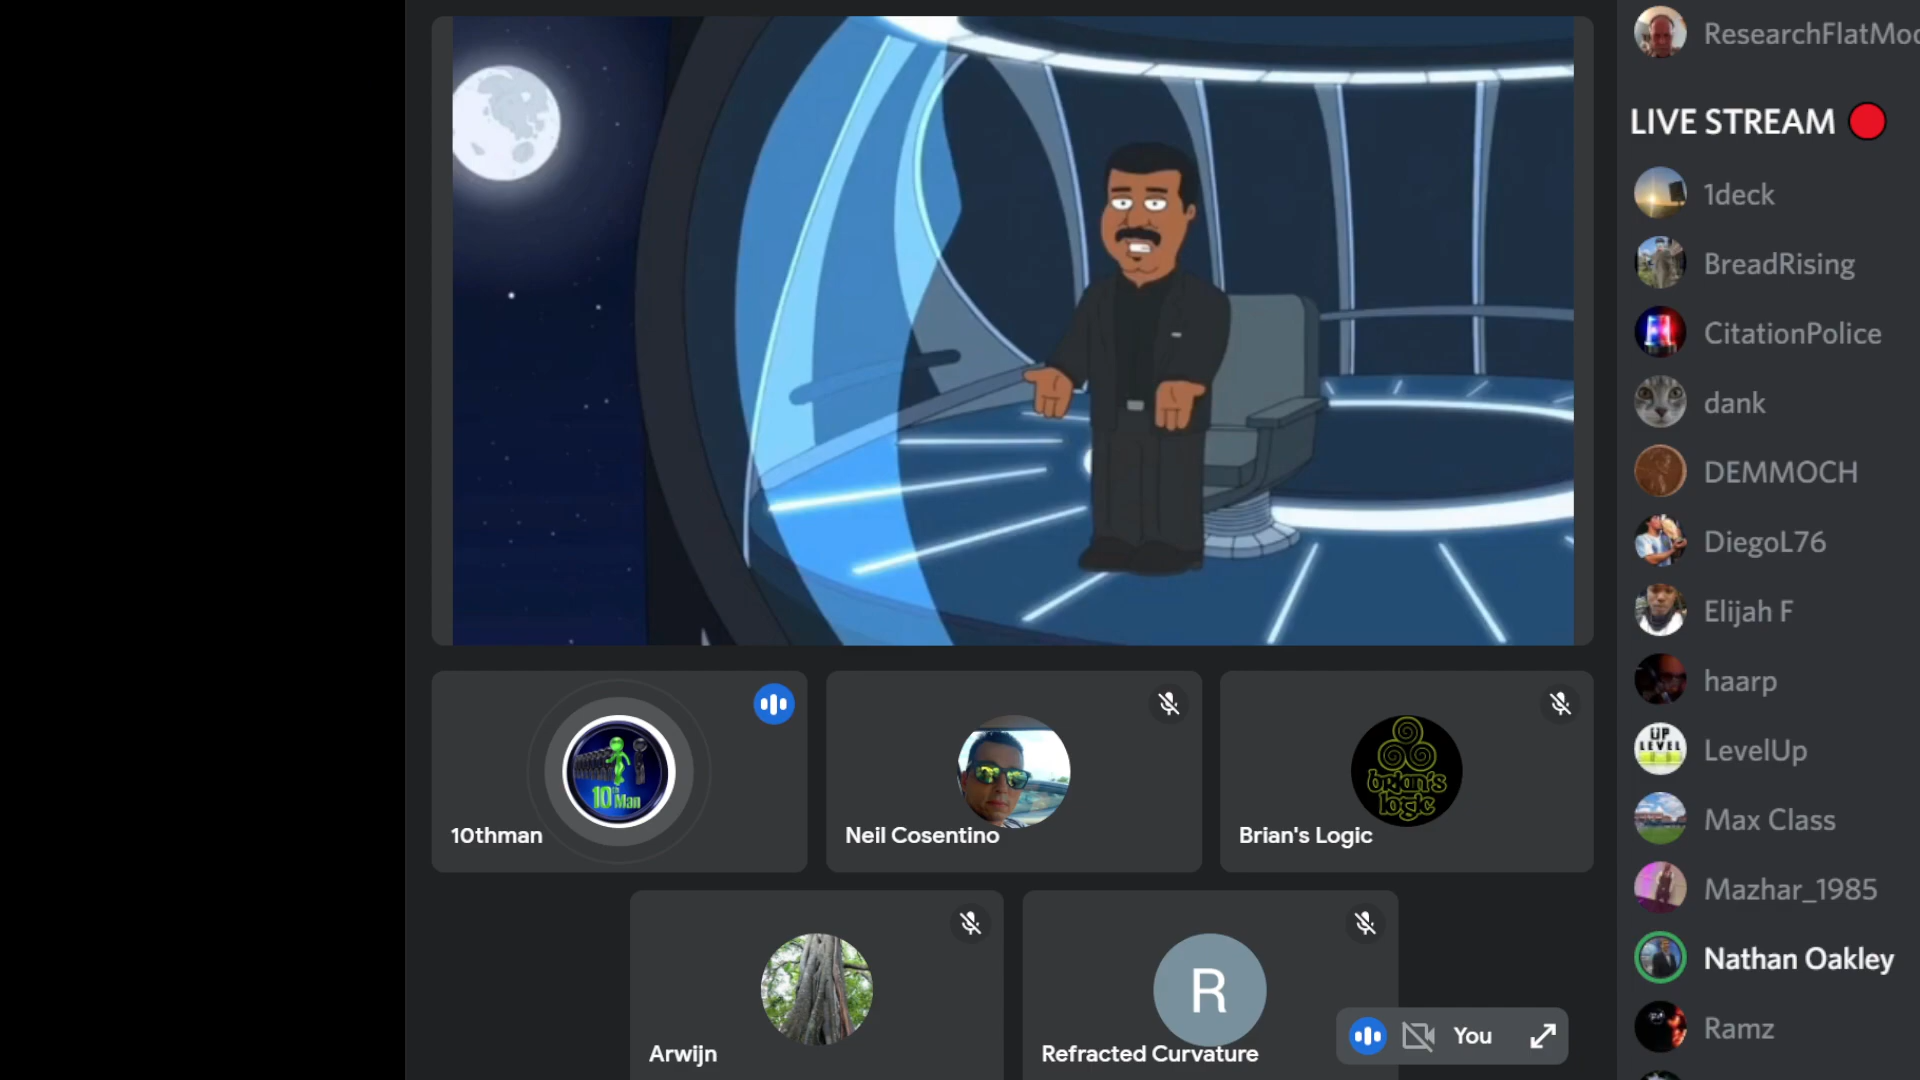 ResearchFlatMoo
LIVE STREAM
1deck
BreadRising
CitationPolice
dank
DEMMOCH
DiegoL76
Elijah F
haarp
UP
LEVEL
LevelUp
Max Class
Mazhar_1985
Nathan Oakley
Ramz
10th Man
10thman
Neil Cosentino
brian's
logic
Brian's Logic
Arwijn
R
Refracted Curvature
You